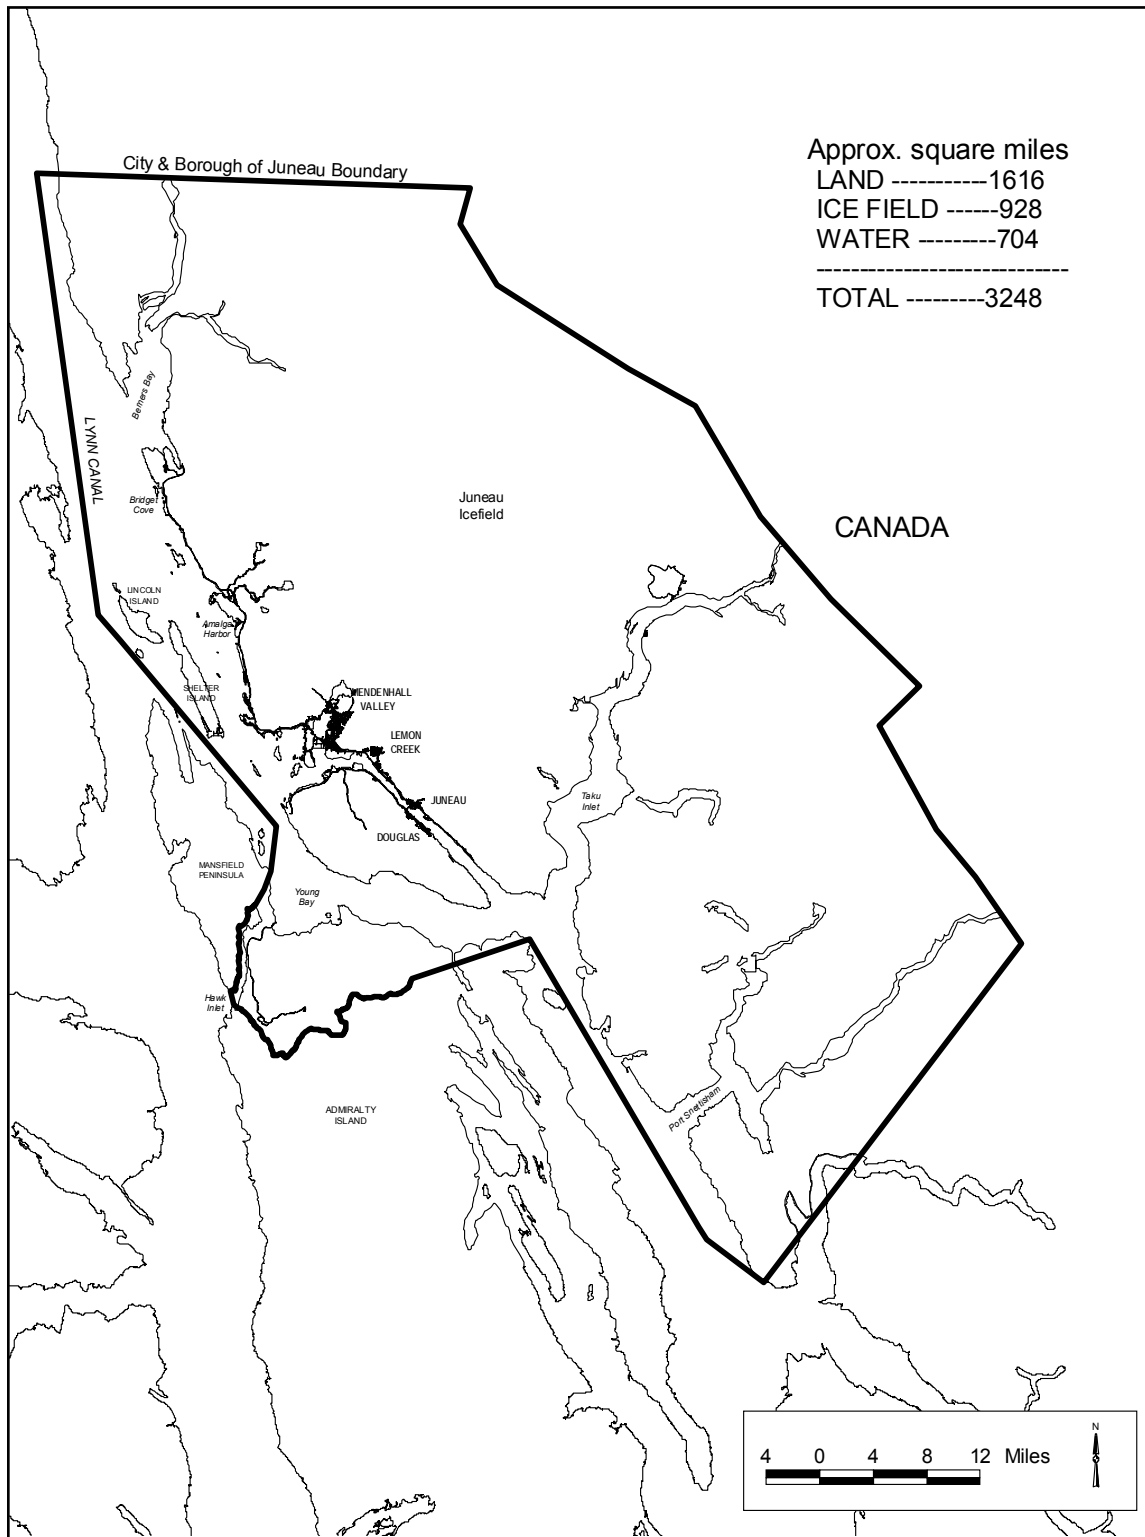 City & Borough of Juneau Boundary
Approx. square miles
LAND -----------1616
ICE FIELD ------928
WATER ---------704
-----------------------------
TOTAL ---------3248
Berners Bay
LYNN CANAL
Bridget
Cove
Juneau
Icefield
CANADA
LINCOLN
ISLAND
Amalga
Harbor
SHELTER
ISLAND
MENDENHALL
VALLEY
LEMON
CREEK
JUNEAU
DOUGLAS
Taku
Inlet
MANSFIELD
PENINSULA
Young
Bay
Hawk
Inlet
ADMIRALTY
ISLAND
Port Snettisham
N
4 0 4 8 12 Miles